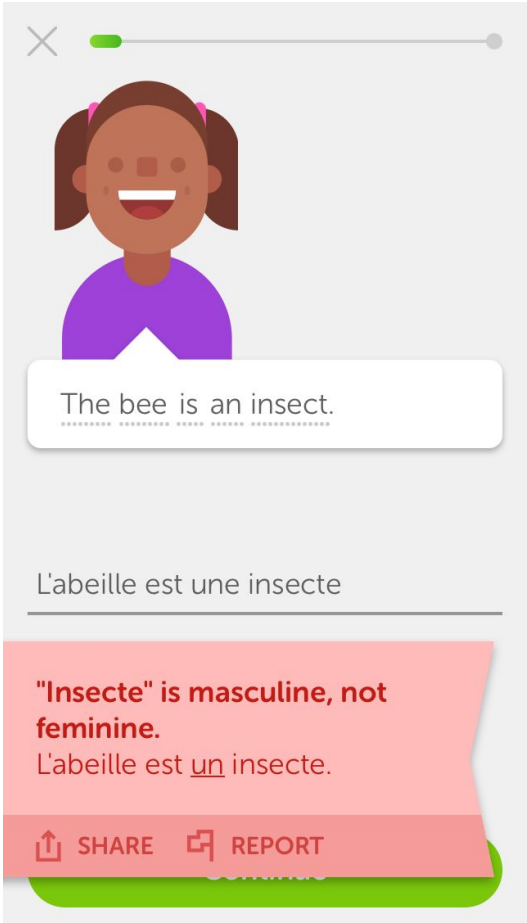 The bee is an insect.
L'abeille est une insecte
"Insecte" is masculine, not
feminine.
L'abeille est un insecte.
SHARE REPORT